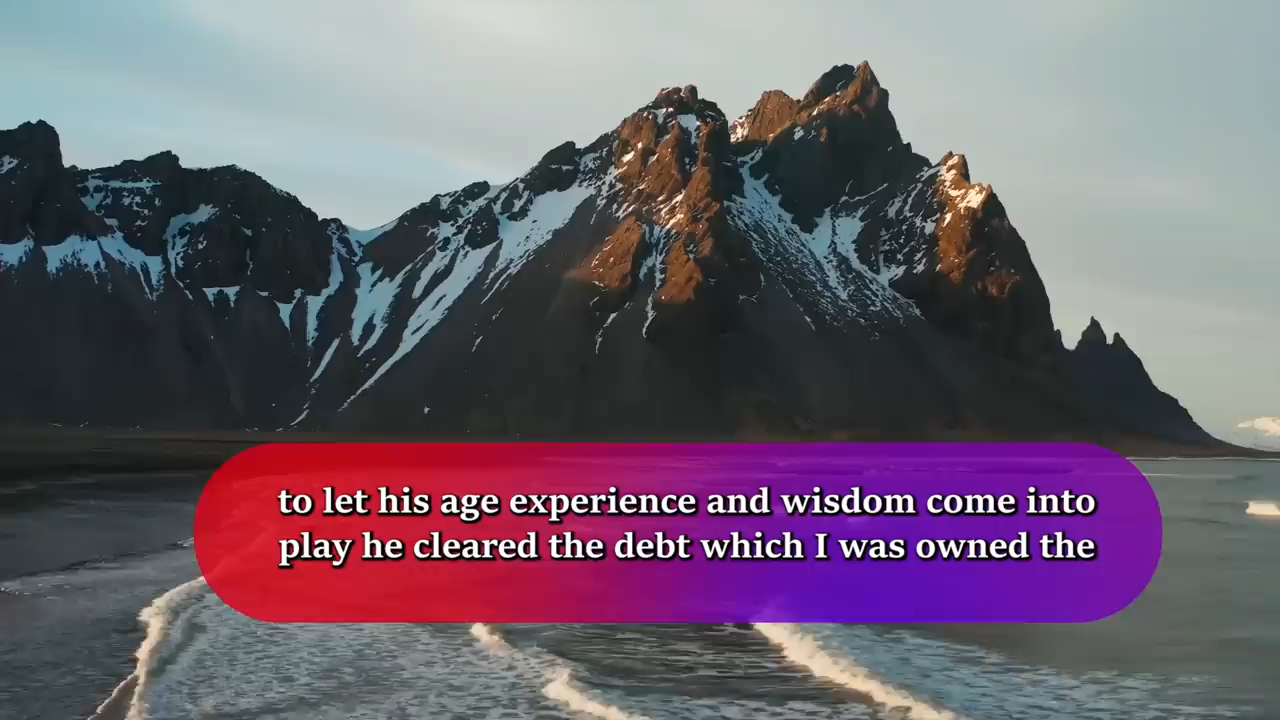 to let his age experience and wisdom come into
play he cleared the debt which I was owned the